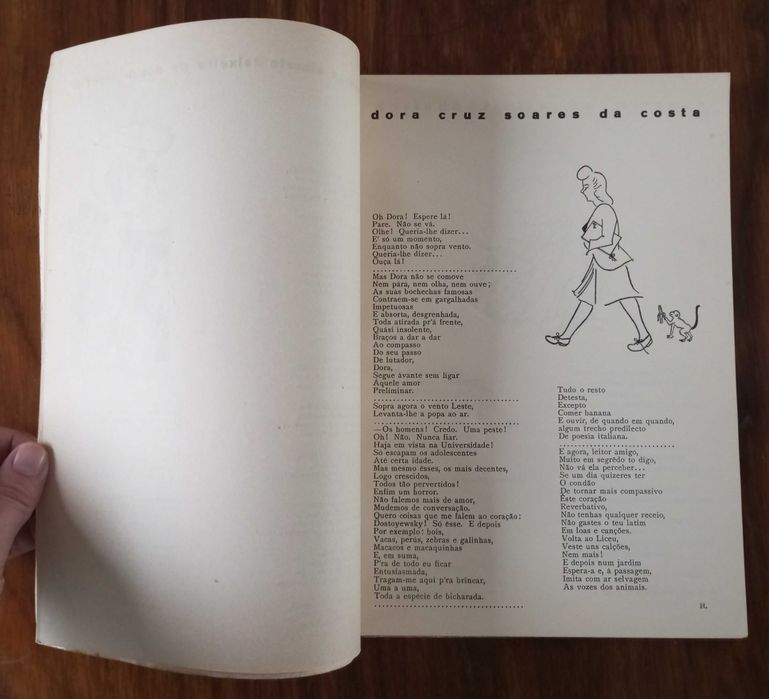 dora cruz soares da costa
Oh Dora! Espere lá!
Pare. Não se vá.
Olhe! Queria-lhe dizer...
E' só um momento,
Enquanto não sopra vento.
Queria-lhe dizer...
Ouça lá!
....................................
Mas Dora não se comove
Nem pára, nem olha, nem ouve;
As suas bochechas famosas
Contraem-se em gargalhadas
Impetuosas
E absorta, desgrenhada,
Toda atirada pr'á frente,
Quási insolente,
Braços a dar a dar
Ao compasso
Do seu passo
De lutador,
Dora,
Segue àvante sem ligar
Àquele amor
Preliminar.
....................................
Sopra agora o vento Leste,
Levanta-lhe a popa ao ar.
....................................
—Os homens! Credo. Uma peste!
Oh! Não. Nunca fiar.
Haja em vista na Universidade!
Só escapam os adolescentes
Até certa idade.
Mas mesmo êsses, os mais decentes,
Logo crescidos,
Todos tão pervertidos!
Enfim um horror.
Não falemos mais de amor,
Mudemos de conversação.
Quero coisas que me falem ao coração:
Dostoyewsky! Só êsse. E depois
Por exemplo: bois,
Vacas, perús, zebras e galinhas,
Macacos e macaquinhas
E, em suma,
P'ra de todo eu ficar
Entusiasmada,
Tragam-me aqui p'ra brincar,
Uma a uma,
Toda a espécie de bicharada.
....................................
Tudo o resto
Detesta,
Excepto
Comer banana
E ouvir, de quando em quando,
algum trecho predilecto
De poesia italiana.
....................................
E agora, leitor amigo,
Muito em segrêdo to digo,
Não vá ela perceber...
Se um dia quizeres ter
O condão
De tornar mais compassivo
Êste coração
Reverbativo,
Não tenhas qualquer receio,
Não gastes o teu latim
Em loas e canções.
Volta ao Liceu,
Veste uns calções,
Nem mais!
E depois num jardim
Espera-a e, à passagem,
Imita com ar selvagem
As vozes dos animais.
H.